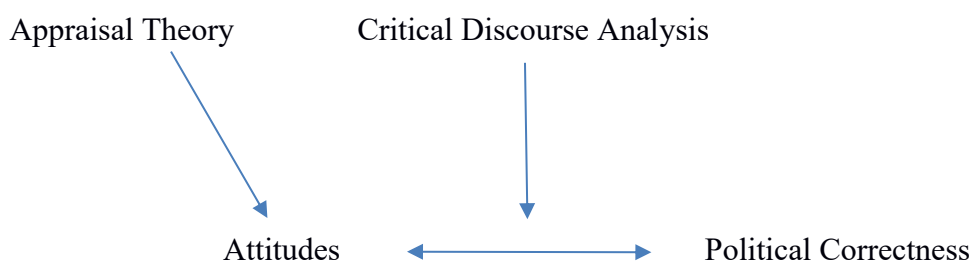 Appraisal Theory Critical Discourse Analysis
Attitudes Political Correctness